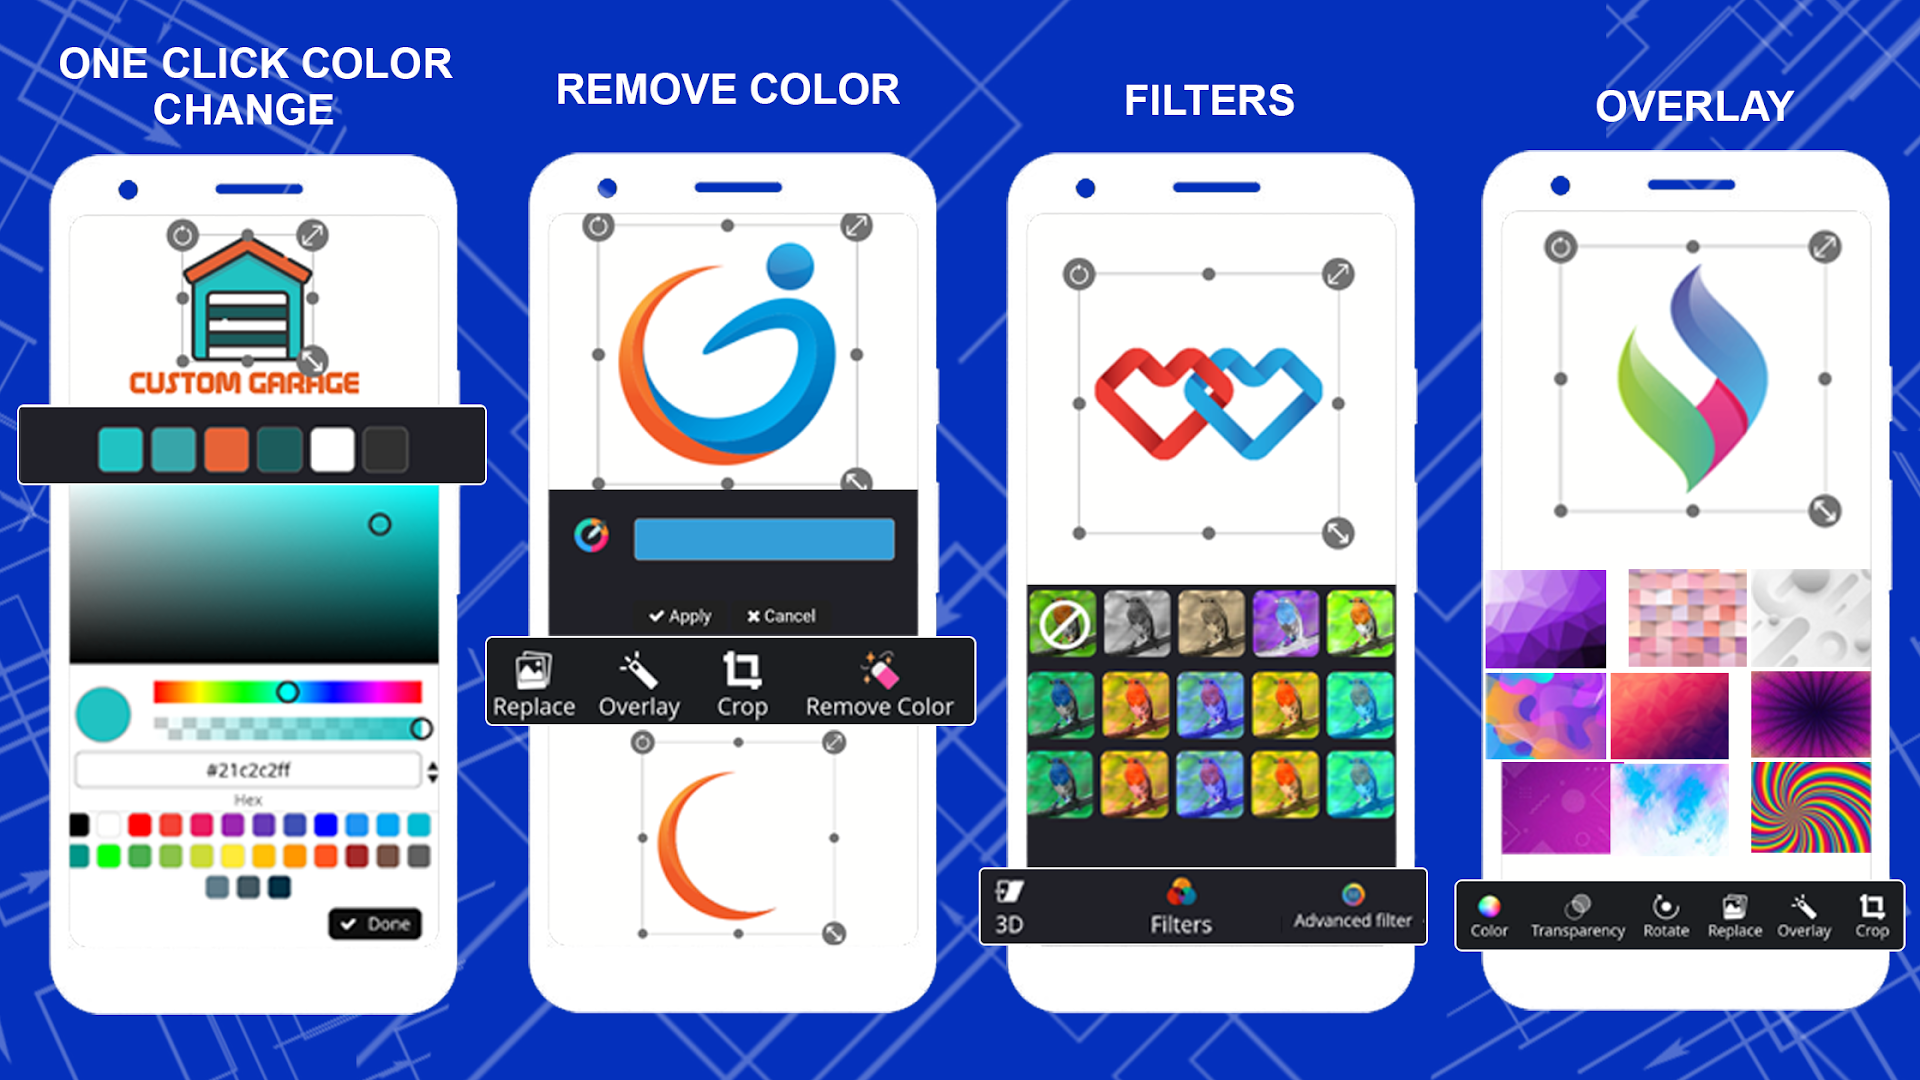 ONE CLICK COLOR
CHANGE
CUSTOM GARAGE
#21c2c2ff
Hex
Done
REMOVE COLOR
Apply
Cancel
Replace
Overlay
Crop
Remove Color
FILTERS
3D
Filters
Advanced filter
OVERLAY
Color
Transparency
Rotate
Replace
Overlay
Crop